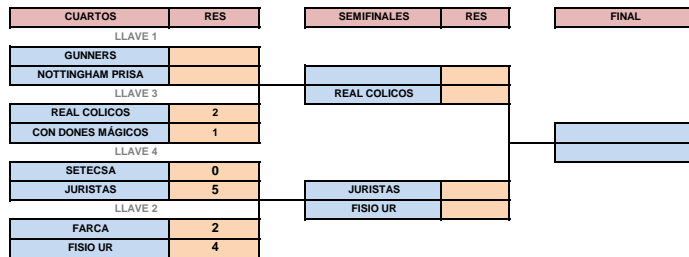 CUARTOS RES SEMIFINALES RES FINAL
LLAVE 1
GUNNERS
NOTTINGHAM PRISA
LLAVE 3 REAL COLICOS
REAL COLICOS 2
CON DONES MÁGICOS 1
LLAVE 4
SETECSA 0
JURISTAS 5 JURISTAS
LLAVE 2 FISIO UR
FARCA 2
FISIO UR 4